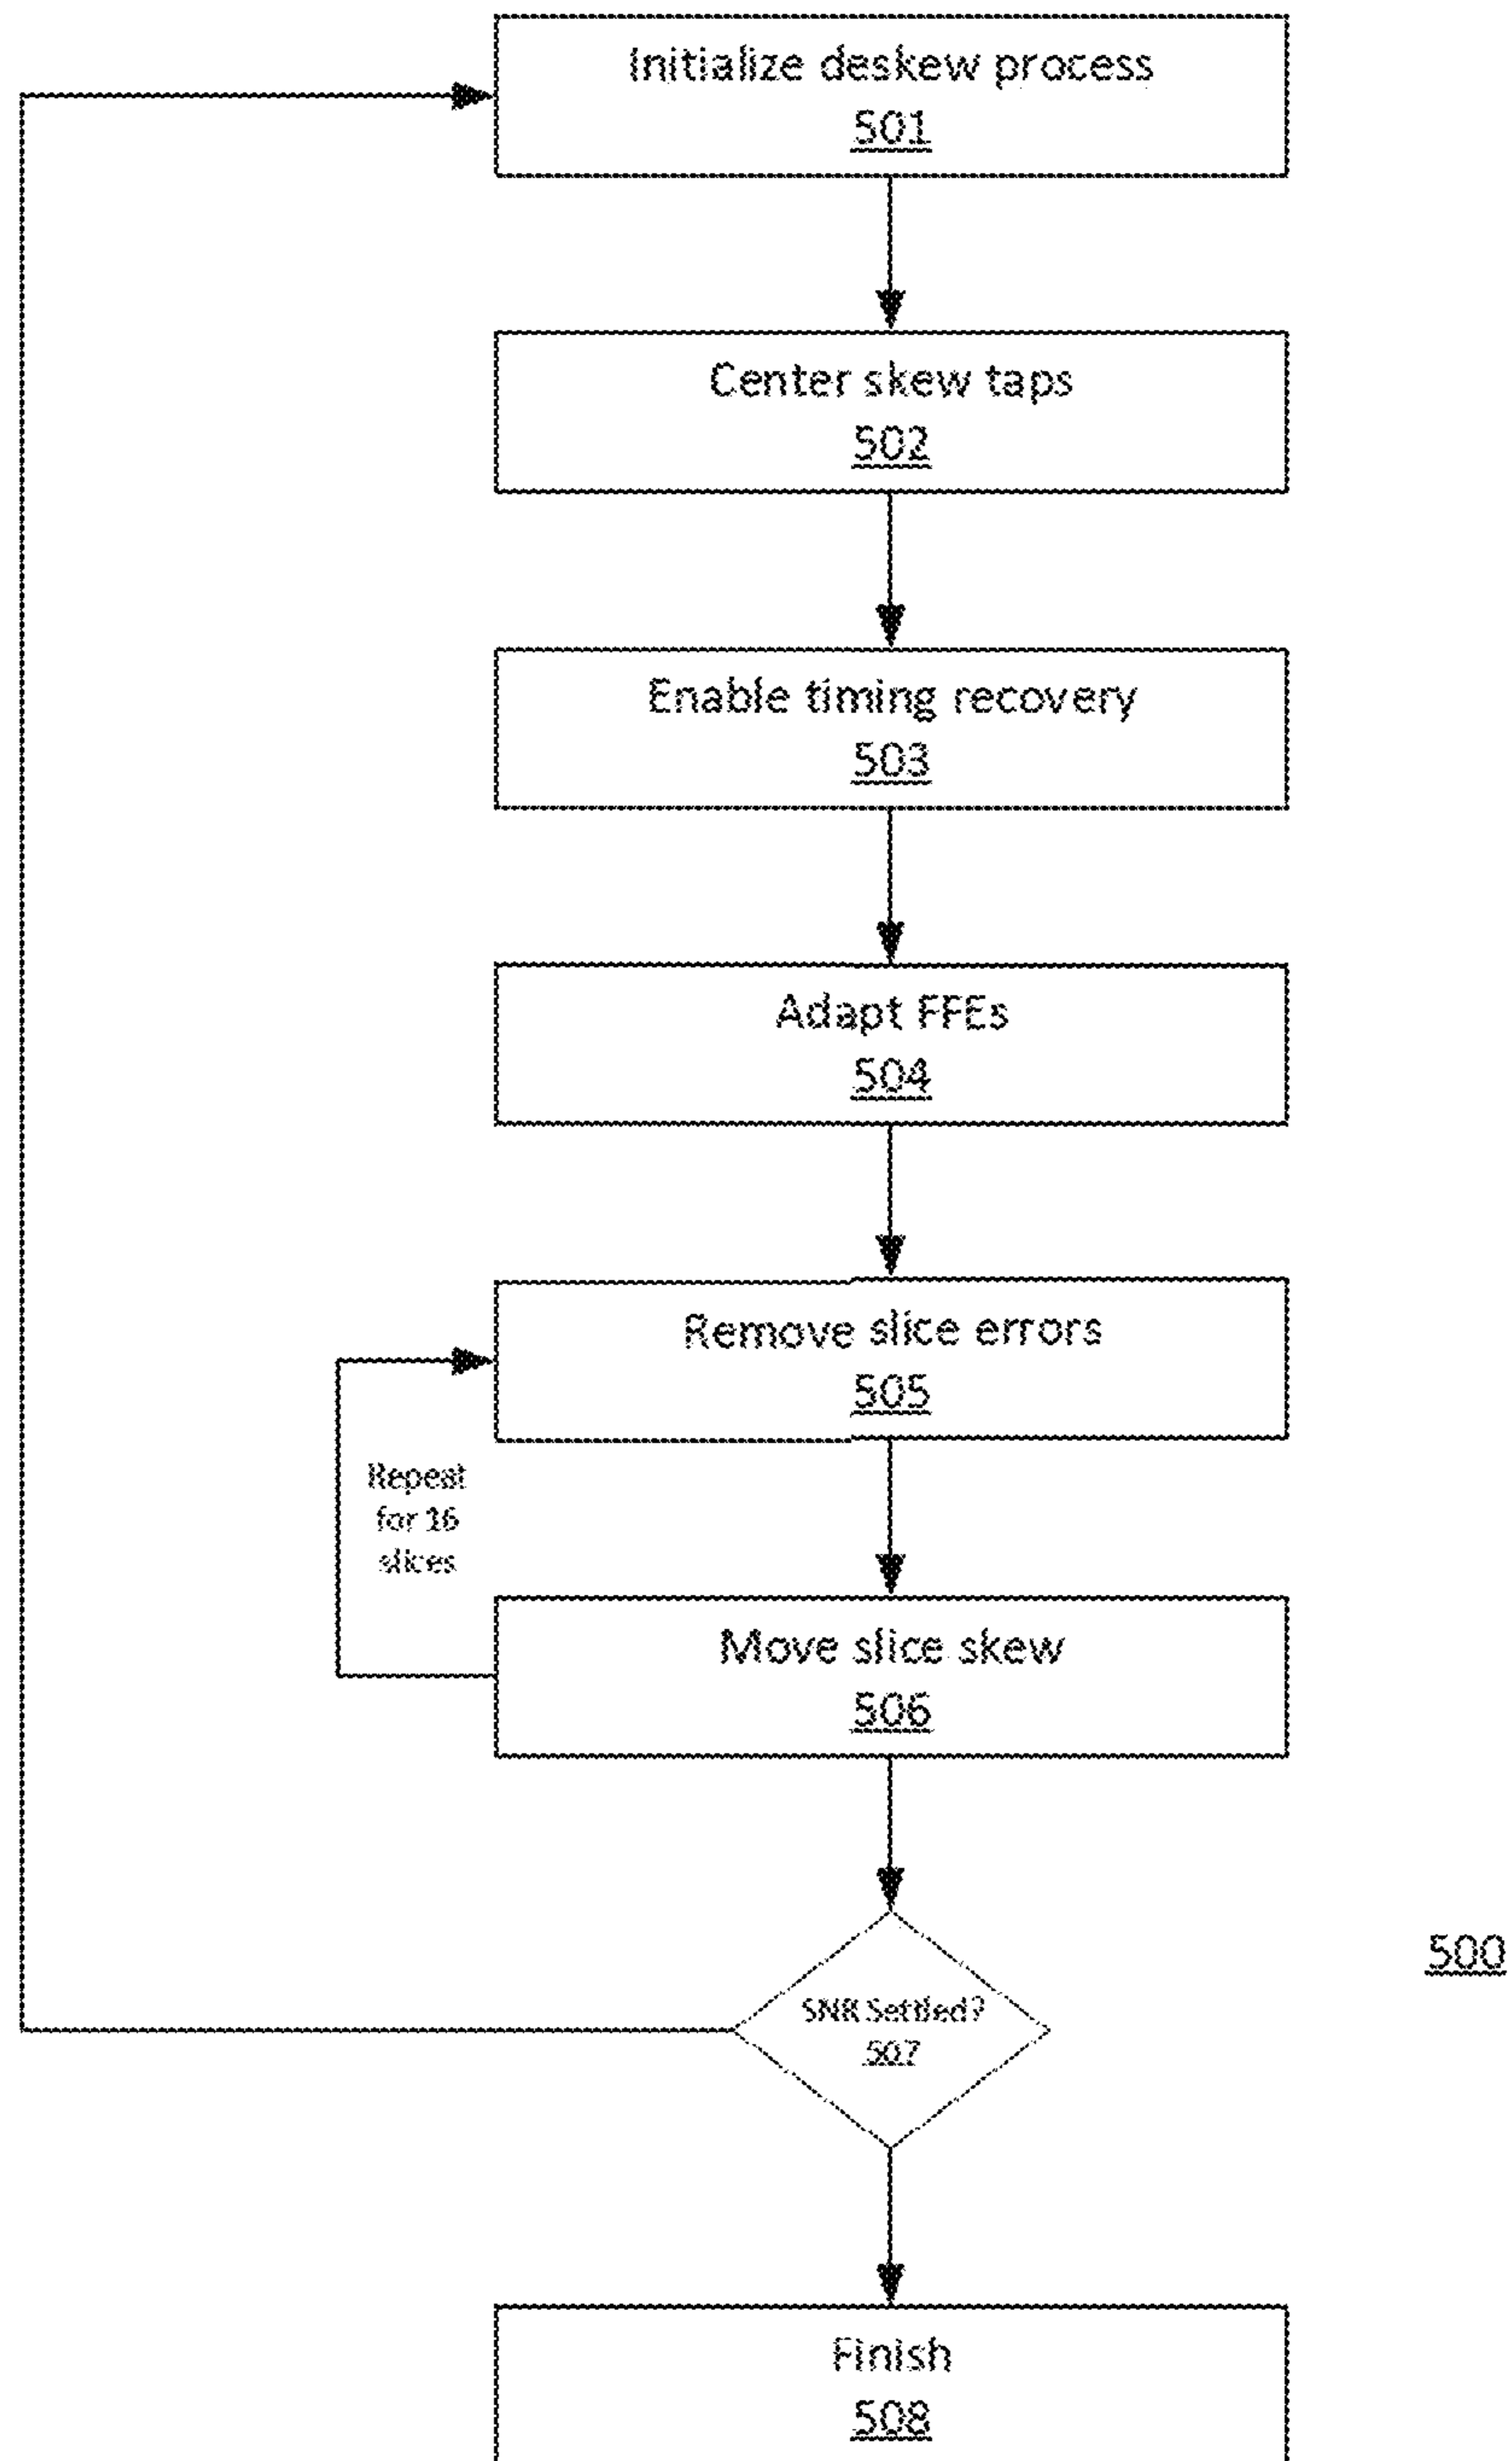 Initialize deskew process
501
Center skew taps
502
Enable timing recovery
503
Adapt FFEs
504
Remove slice errors
505
Repeat
for 16
slices
Move slice skew
506
500
SNR Settled?
507
Finish
508